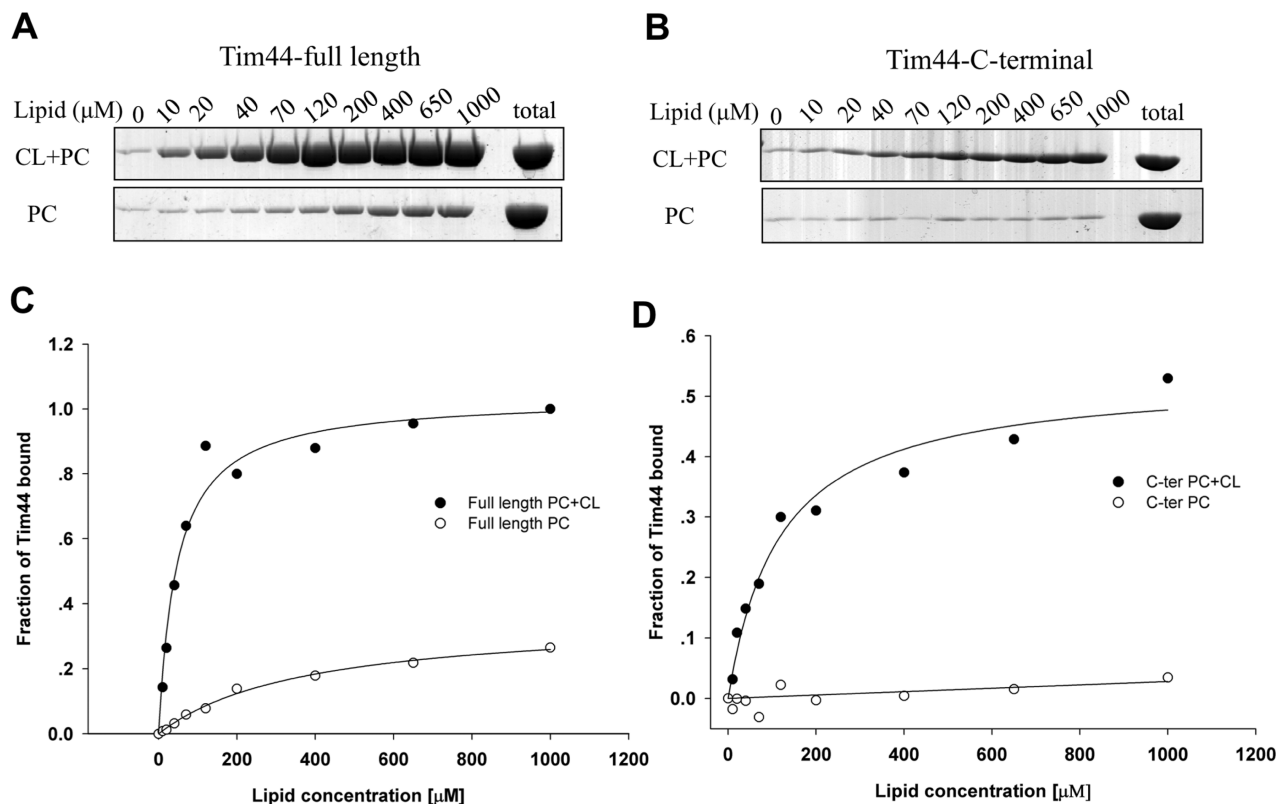 A
Tim44-full length
Lipid (μM) 0 10 20 40 70 120 200 400 650 1000 total
CL+PC
PC
B
Tim44-C-terminal
Lipid (μM) 0 10 20 40 70 120 200 400 650 1000 total
CL+PC
PC
C
Fraction of Tim44 bound
1.2
1.0
.8
.6
.4
.2
0.0
Full length PC+CL
Full length PC
0 200 400 600 800 1000 1200
Lipid concentration [μM]
D
Fraction of Tim44 bound
.6
.5
.4
.3
.2
.1
0.0
C-ter PC+CL
C-ter PC
0 200 400 600 800 1000 1200
Lipid concentration [μM]